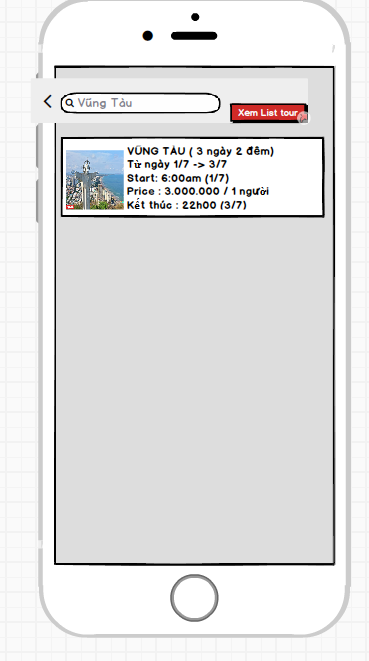 Vũng Tàu
Xem List tour
VŨNG TÀU ( 3 ngày 2 đêm)
Từ ngày 1/7 -> 3/7
Start: 6:00am (1/7)
Price : 3.000.000 / 1 người
Kết thúc : 22h00 (3/7)